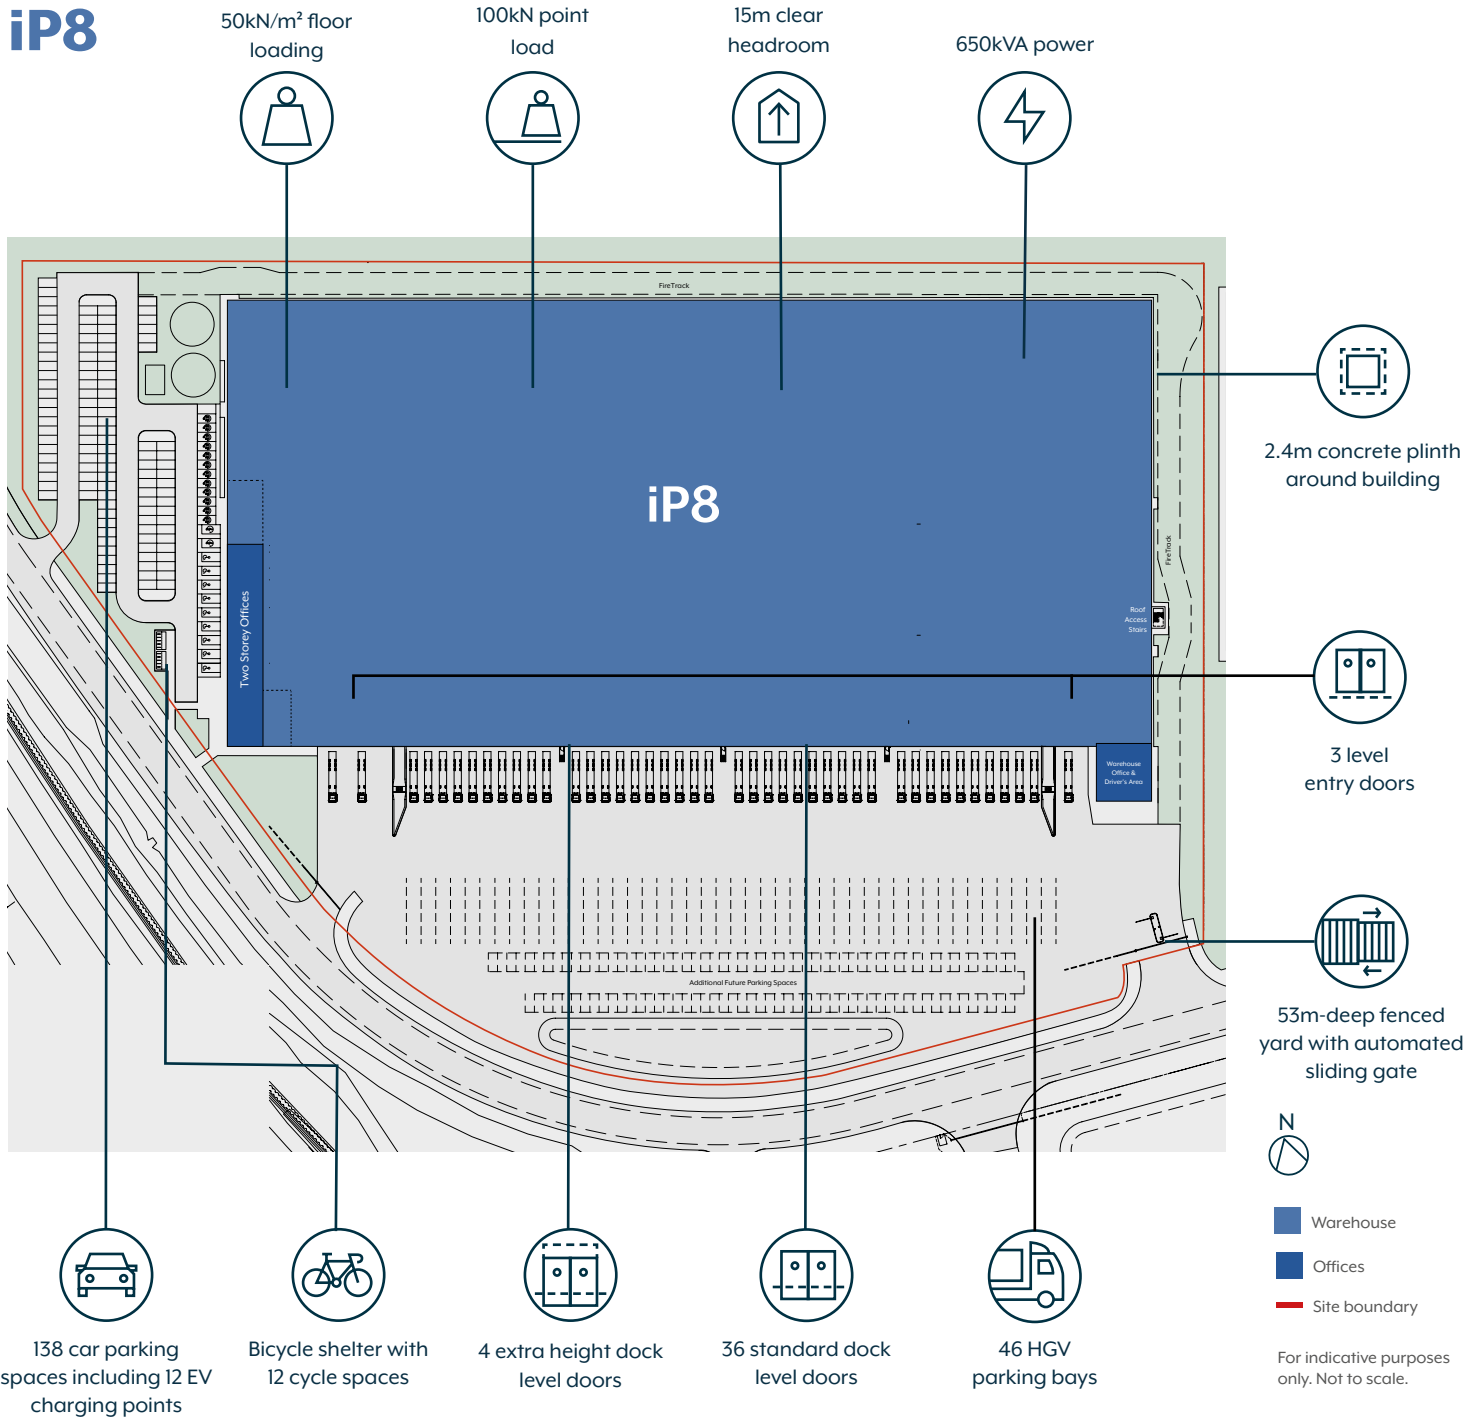 iP8
50kN/m² floor
loading
100kN point
load
15m clear
headroom
650kVA power
FireTrack
2.4m concrete plinth
around building
iP8
FireTrack
Two Storey Offices
Roof
Access
Stairs
3 level
entry doors
Warehouse
Office &
Driver's Area
Additional Future Parking Spaces
53m-deep fenced
yard with automated
sliding gate
N
Warehouse
Offices
Site boundary
For indicative purposes
only. Not to scale.
138 car parking
spaces including 12 EV
charging points
Bicycle shelter with
12 cycle spaces
4 extra height dock
level doors
36 standard dock
level doors
46 HGV
parking bays